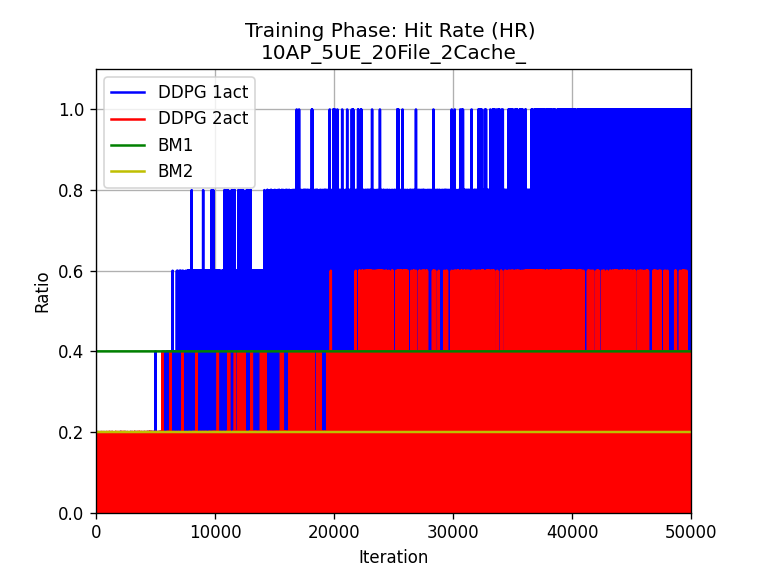 Training Phase: Hit Rate (HR)
10AP_5UE_20File_2Cache_
DDPG 1act
DDPG 2act
BM1
BM2
1.0
0.8
0.6
0.4
0.2
0.0
Ratio
0 10000 20000 30000 40000 50000
Iteration